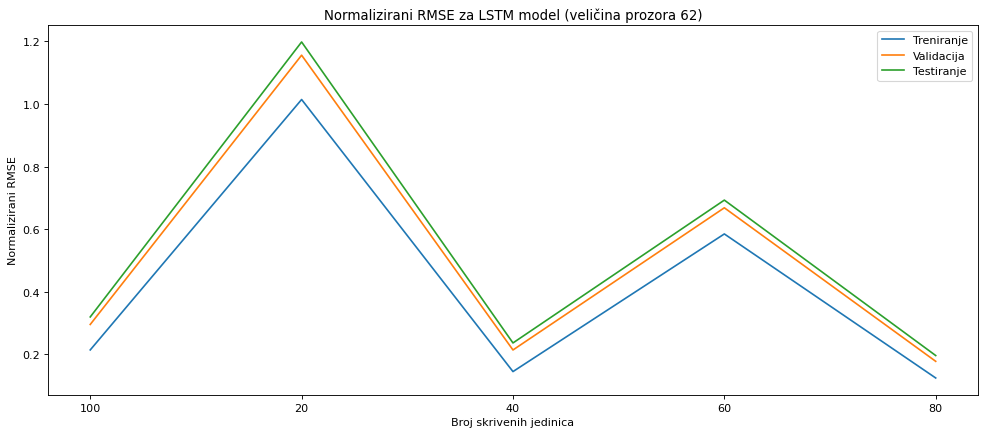 Normalizirani RMSE za LSTM model (veličina prozora 62)
Treniranje
Validacija
Testiranje
Normalizirani RMSE
1.2
1.0
0.8
0.6
0.4
0.2
100 20 40 60 80
Broj skrivenih jedinica